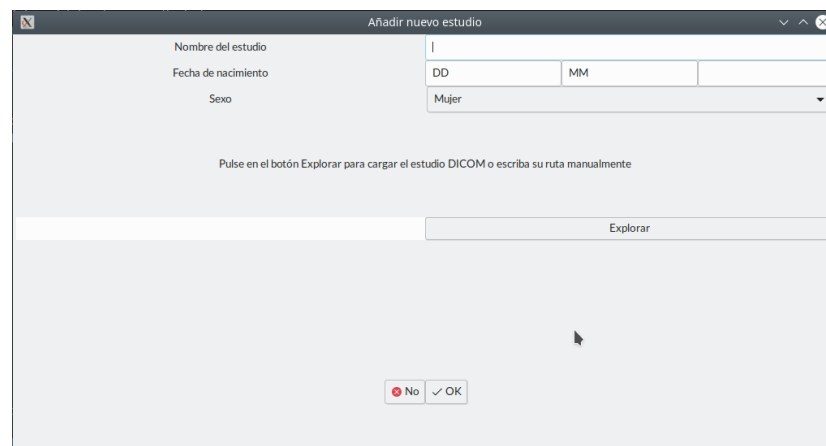 Añadir nuevo estudio
Nombre del estudio
Fecha de nacimiento DD MM
Sexo Mujer
Pulse en el botón Explorar para cargar el estudio DICOM o escriba su ruta manualmente
Explorar
No OK